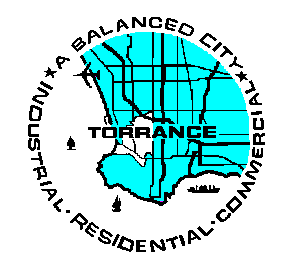 ★ A BALANCED CITY ★
TORRANCE
INDUSTRIAL · RESIDENTIAL · COMMERCIAL